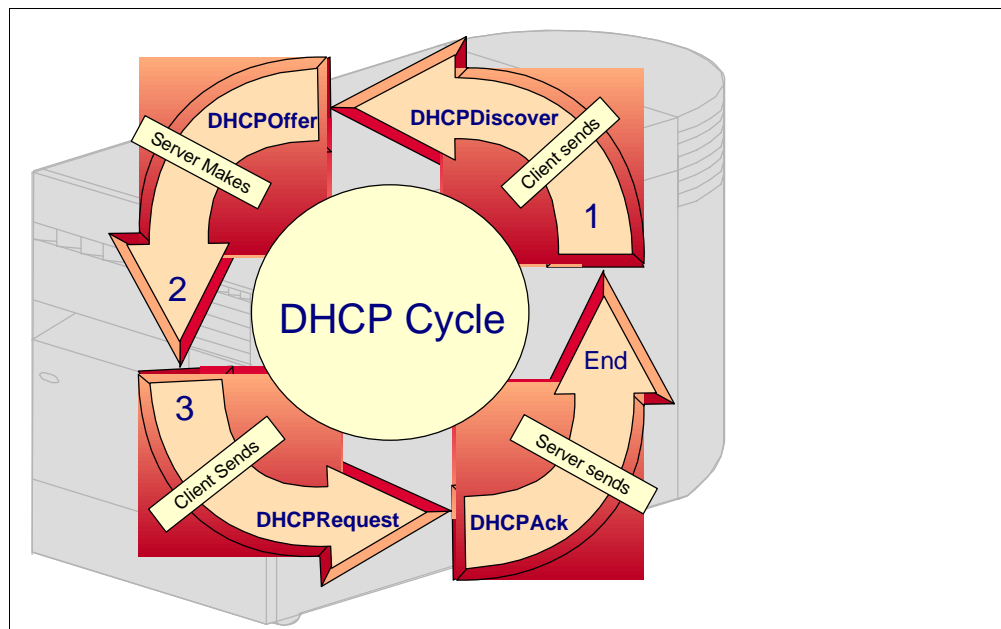 DHCPDiscover
Client sends
1
DHCPOffer
Server Makes
2
DHCP Cycle
3
Client Sends
DHCPRequest
DHCPAck
Server sends
End